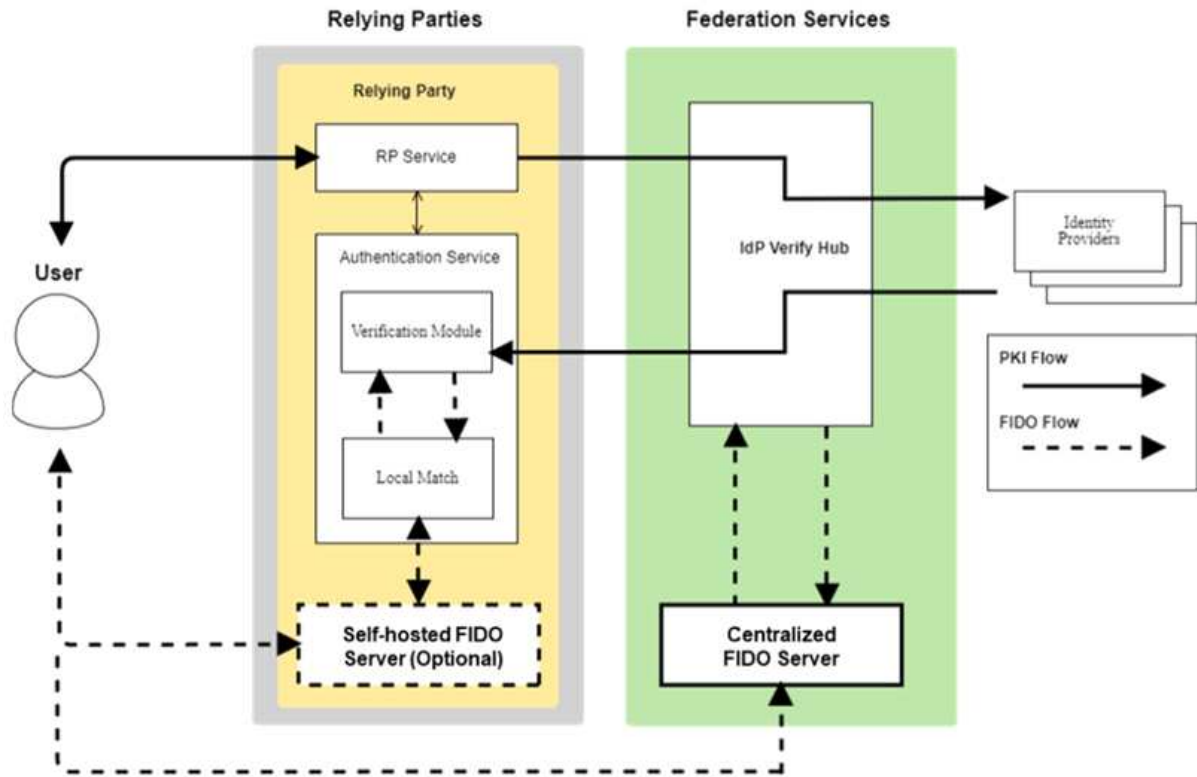 Relying Parties
Federation Services
Relying Party
RP Service
Identity
Providers
IdP Verify Hub
Authentication Service
User
Verification Module
PKI Flow
FIDO Flow
Local Match
Self-hosted FIDO
Server (Optional)
Centralized
FIDO Server